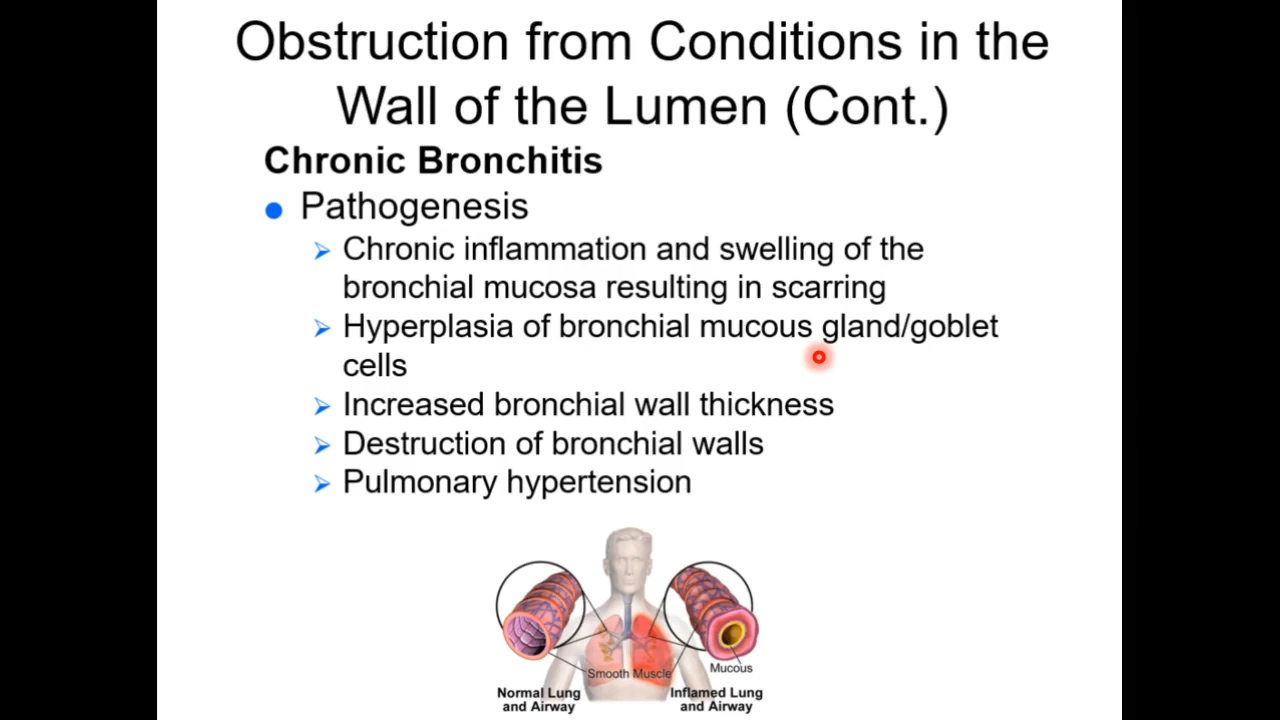 Obstruction from Conditions in the
Wall of the Lumen (Cont.)
Chronic Bronchitis
Pathogenesis
Chronic inflammation and swelling of the
bronchial mucosa resulting in scarring
Hyperplasia of bronchial mucous gland/goblet
cells
Increased bronchial wall thickness
Destruction of bronchial walls
Pulmonary hypertension
Smooth Muscle
Mucous
Normal Lung
and Airway
Inflamed Lung
and Airway